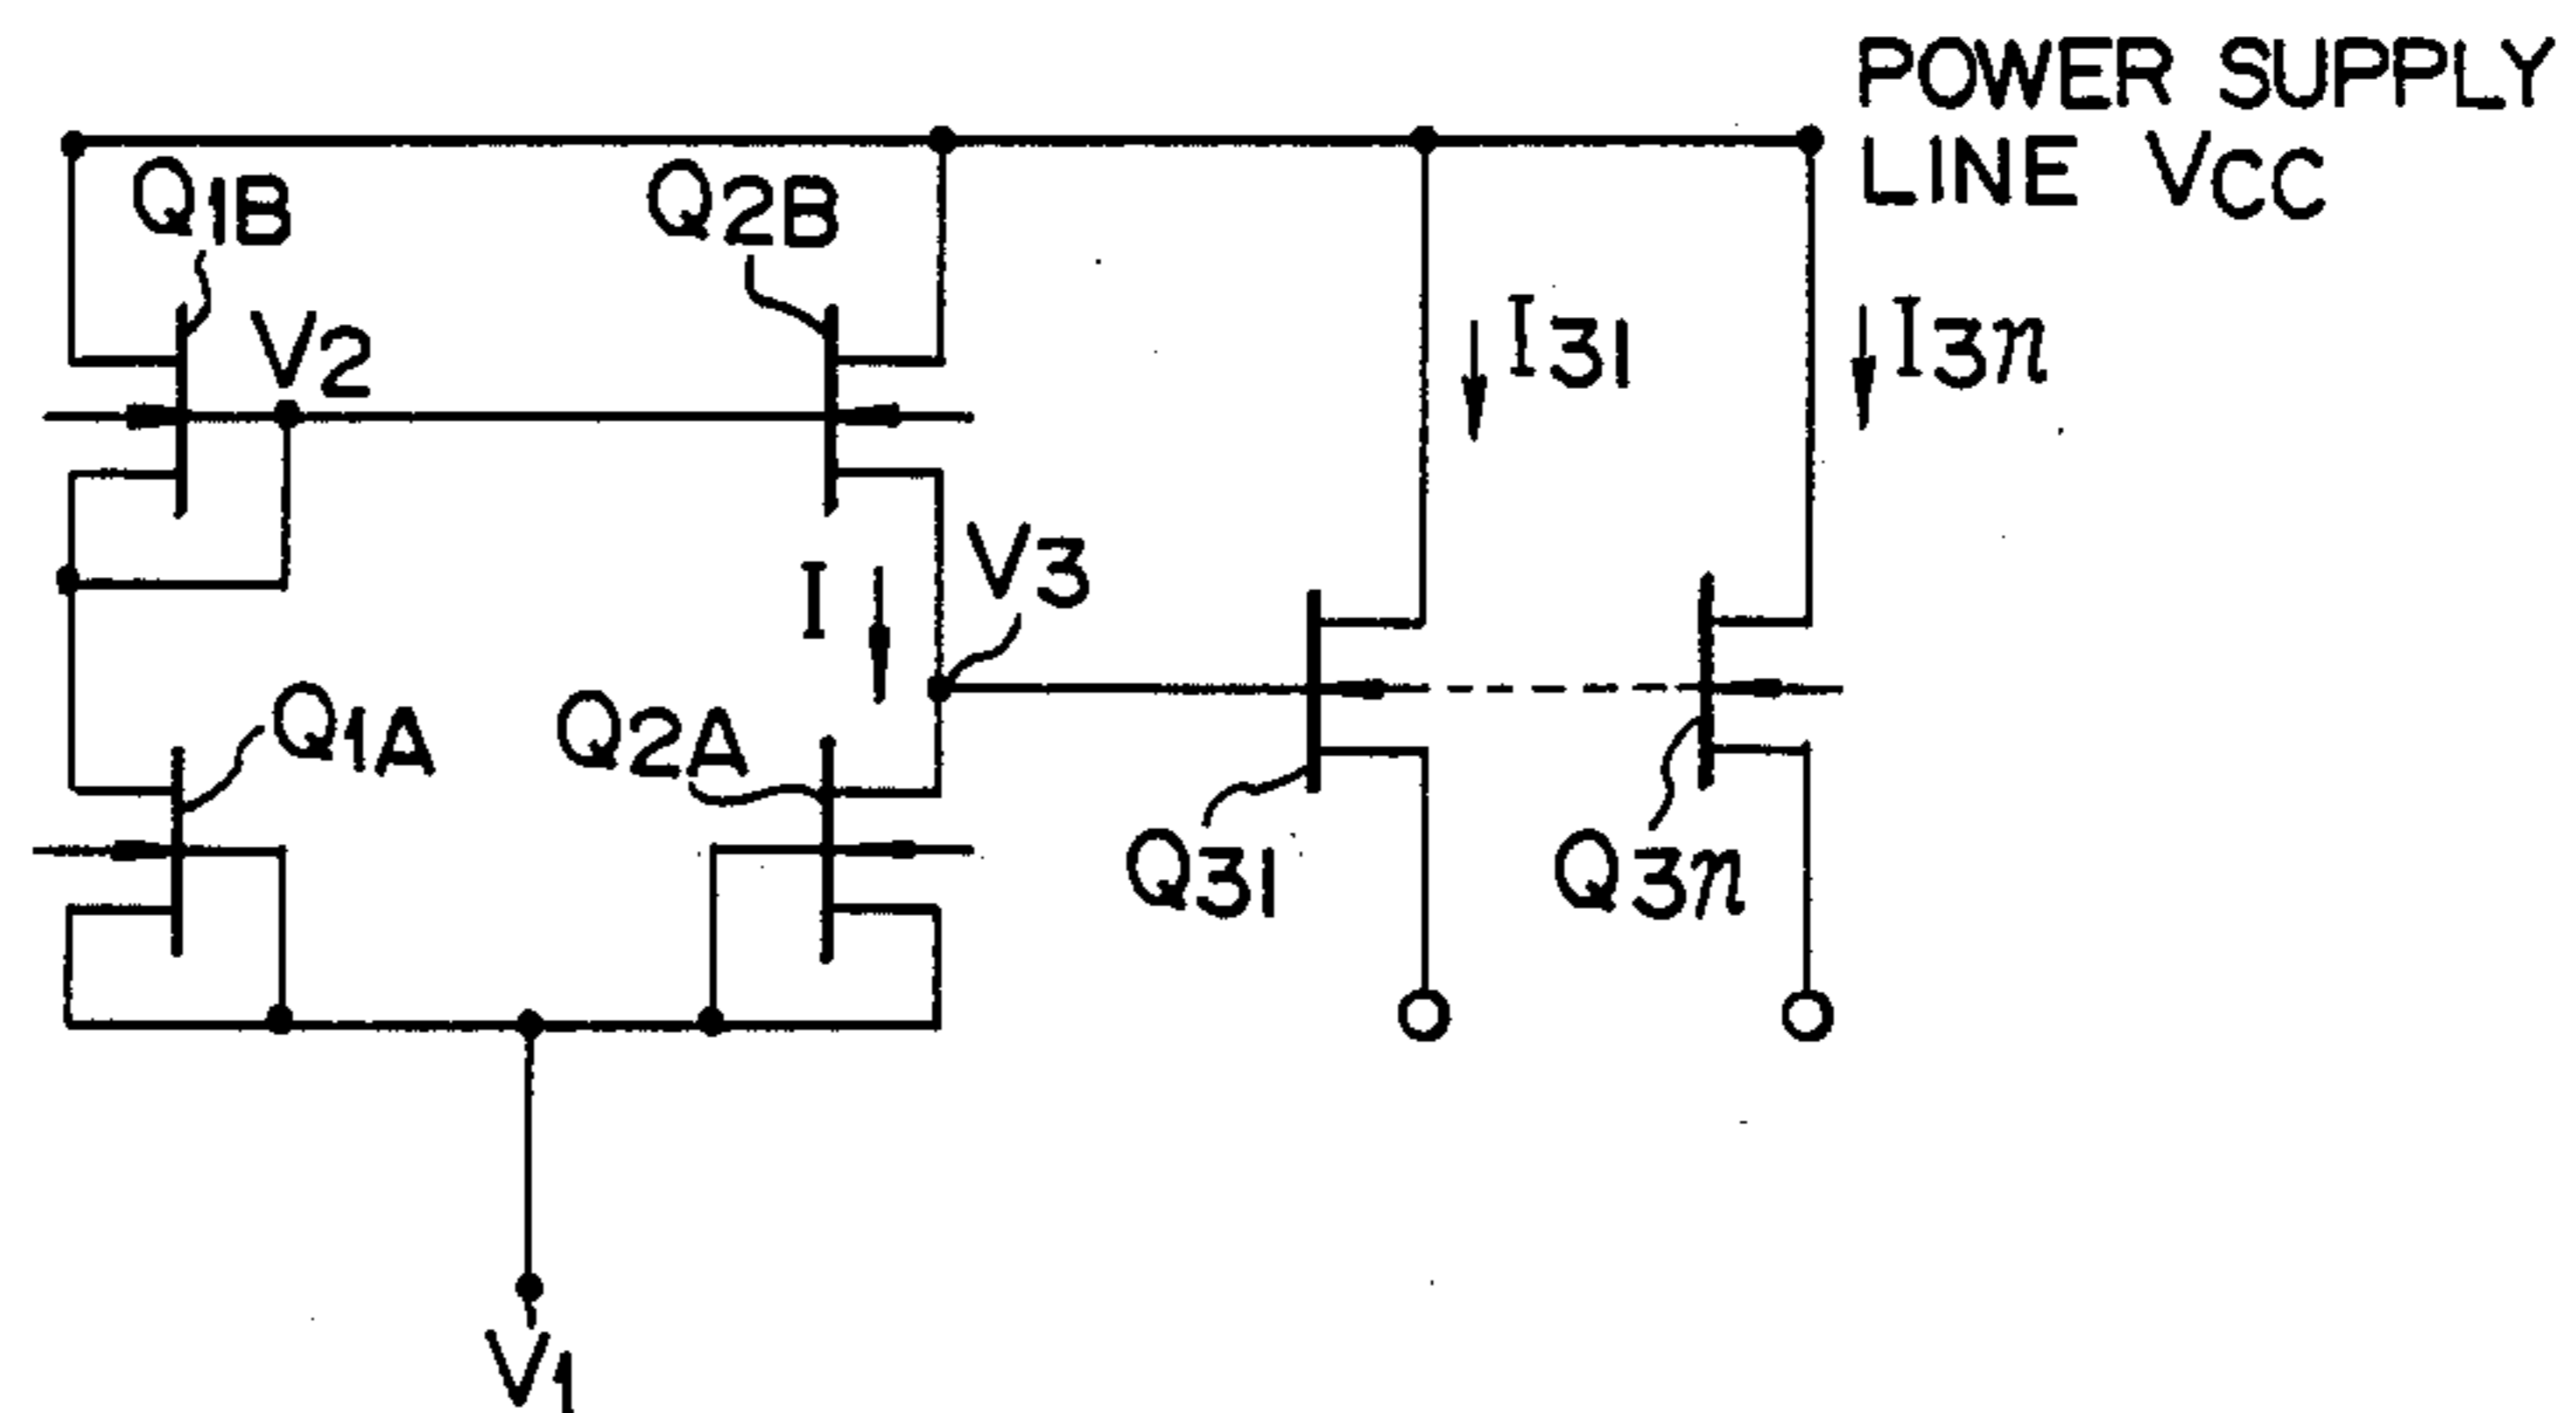 POWER SUPPLY
LINE VCC
Q1B
Q2B
V2
I31
I3n
V3
I
Q1A
Q2A
Q31
Q3n
V1